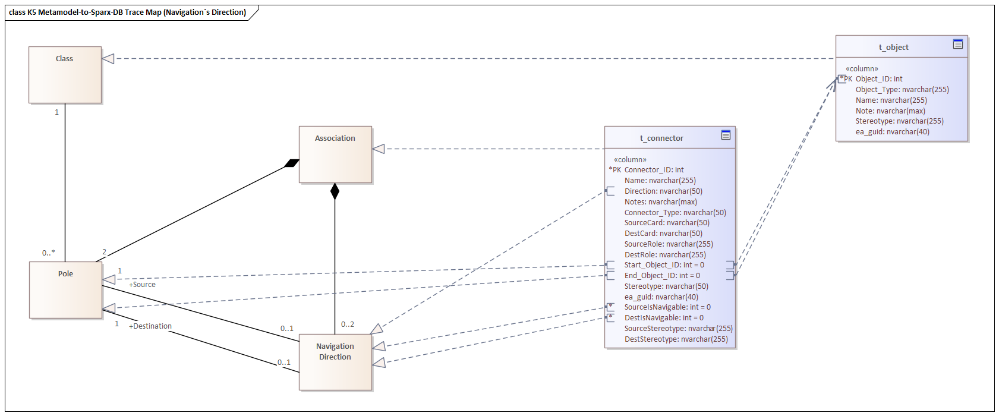 class K5 Metamodel-to-Sparx-DB Trace Map (Navigation`s Direction)
Class
1
0..*
Pole
2
1
+Source
1
+Destination
0..1
0..1
Association
0..2
Navigation
Direction
t_connector
«column»
*PK Connector_ID: int
Name: nvarchar(255)
Direction: nvarchar(50)
Notes: nvarchar(max)
Connector_Type: nvarchar(50)
SourceCard: nvarchar(50)
DestCard: nvarchar(50)
SourceRole: nvarchar(255)
DestRole: nvarchar(255)
Start_Object_ID: int = 0
End_Object_ID: int = 0
Stereotype: nvarchar(50)
ea_guid: nvarchar(40)
* SourceIsNavigable: int = 0
* DestIsNavigable: int = 0
SourceStereotype: nvarchar(255)
DestStereotype: nvarchar(255)
t_object
«column»
*PK Object_ID: int
Object_Type: nvarchar(255)
Name: nvarchar(255)
Note: nvarchar(max)
Stereotype: nvarchar(255)
ea_guid: nvarchar(40)